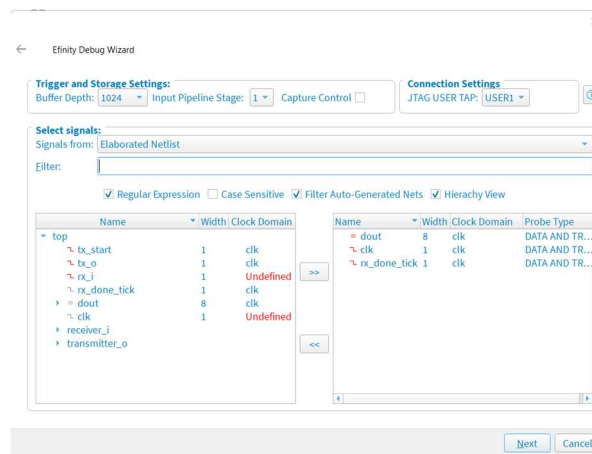 Efinity Debug Wizard
Trigger and Storage Settings:
Buffer Depth: 1024 Input Pipeline Stage: 1 Capture Control
Connection Settings
JTAG USER TAP: USER1
Select signals:
Signals from: Elaborated Netlist
Filter:
Regular Expression Case Sensitive Filter Auto-Generated Nets Hierachy View
Name Width Clock Domain
top
tx_start 1 clk
tx_o 1 clk
rx_i 1 Undefined
rx_done_tick 1 clk
dout 8 clk
clk 1 Undefined
receiver_i
transmitter_o
>>
<<
Name Width Clock Domain Probe Type
dout 8 clk DATA AND TR...
clk 1 clk DATA AND TR...
rx_done_tick 1 clk DATA AND TR...
Next Cancel